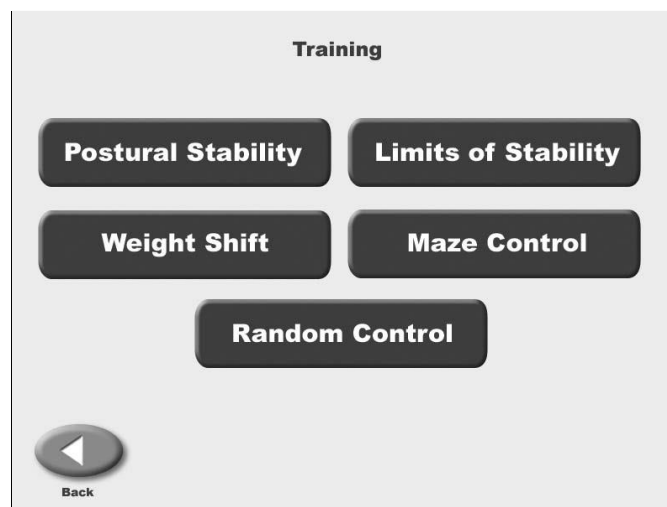 Training
Postural Stability
Limits of Stability
Weight Shift
Maze Control
Random Control
Back